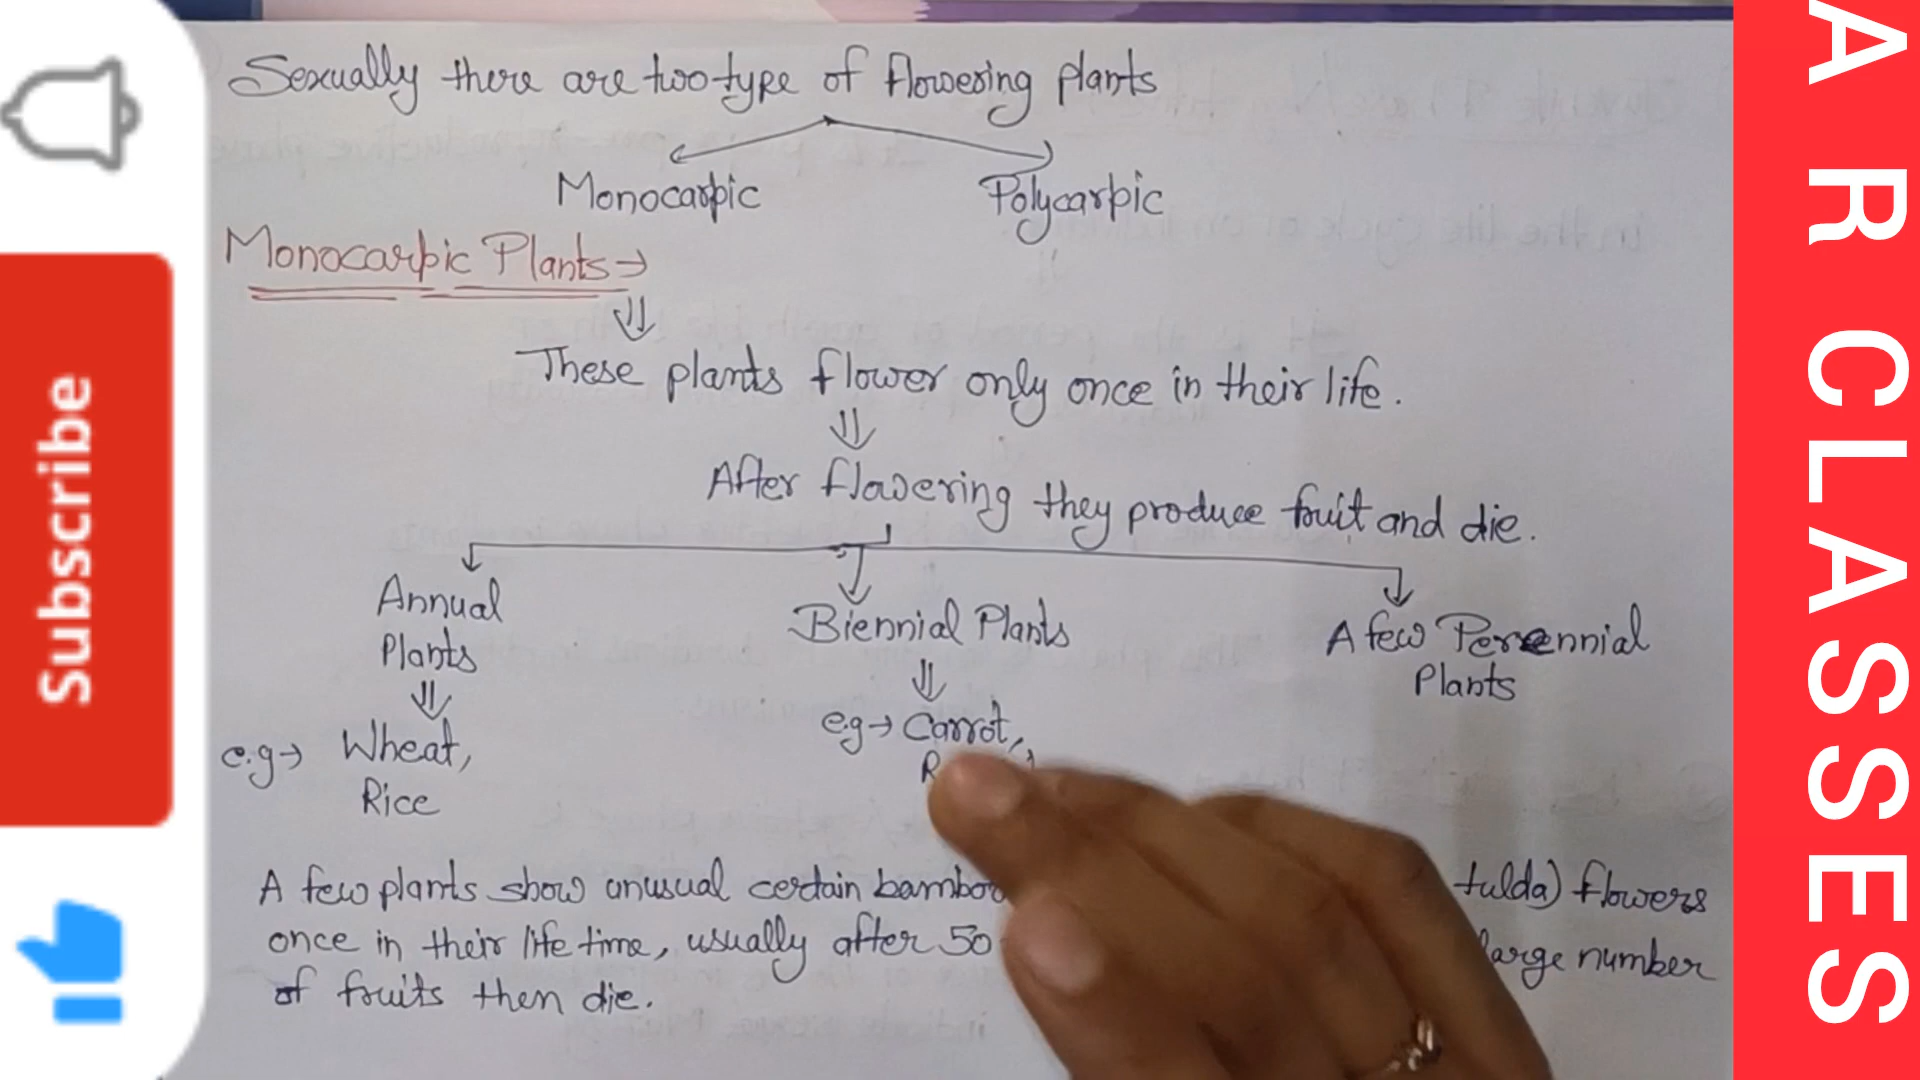 Sexually there are two type of flowering plants
Monocarpic
Polycarpic
Monocarpic Plants→
These plants flower only once in their life.
After flowering they produce fruit and die.
Annual
Plants
Biennial Plants
A few Perennial
Plants
e.g→ Wheat,
Rice
e.g→ Carrot,
A few plants show unusual certain tulda) flowers
once in their life time, usually after 50 large number
of fruits then die.
Subscribe
A R CLASSES